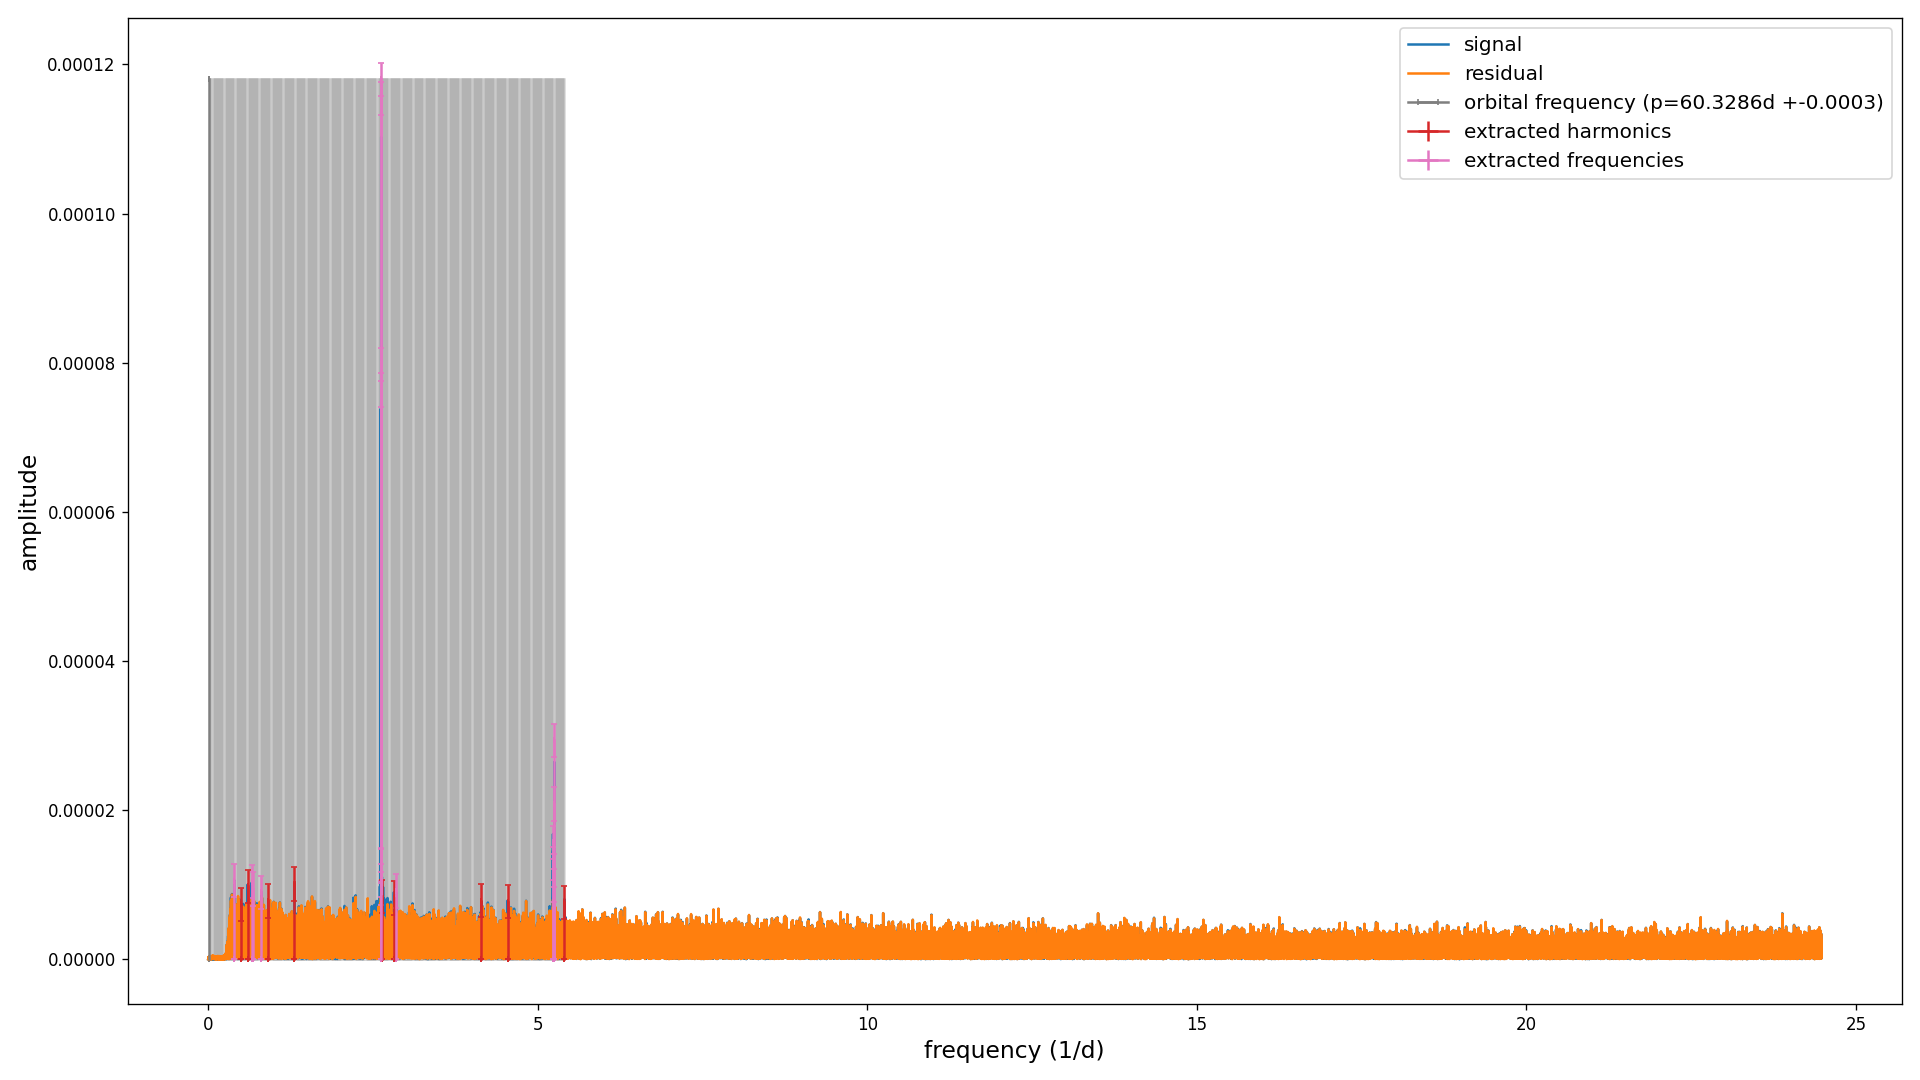 signal
residual
orbital frequency (p=60.3286d +-0.0003)
extracted harmonics
extracted frequencies
0.00012
0.00010
0.00008
0.00006
0.00004
0.00002
0.00000
amplitude
0 5 10 15 20 25
frequency (1/d)